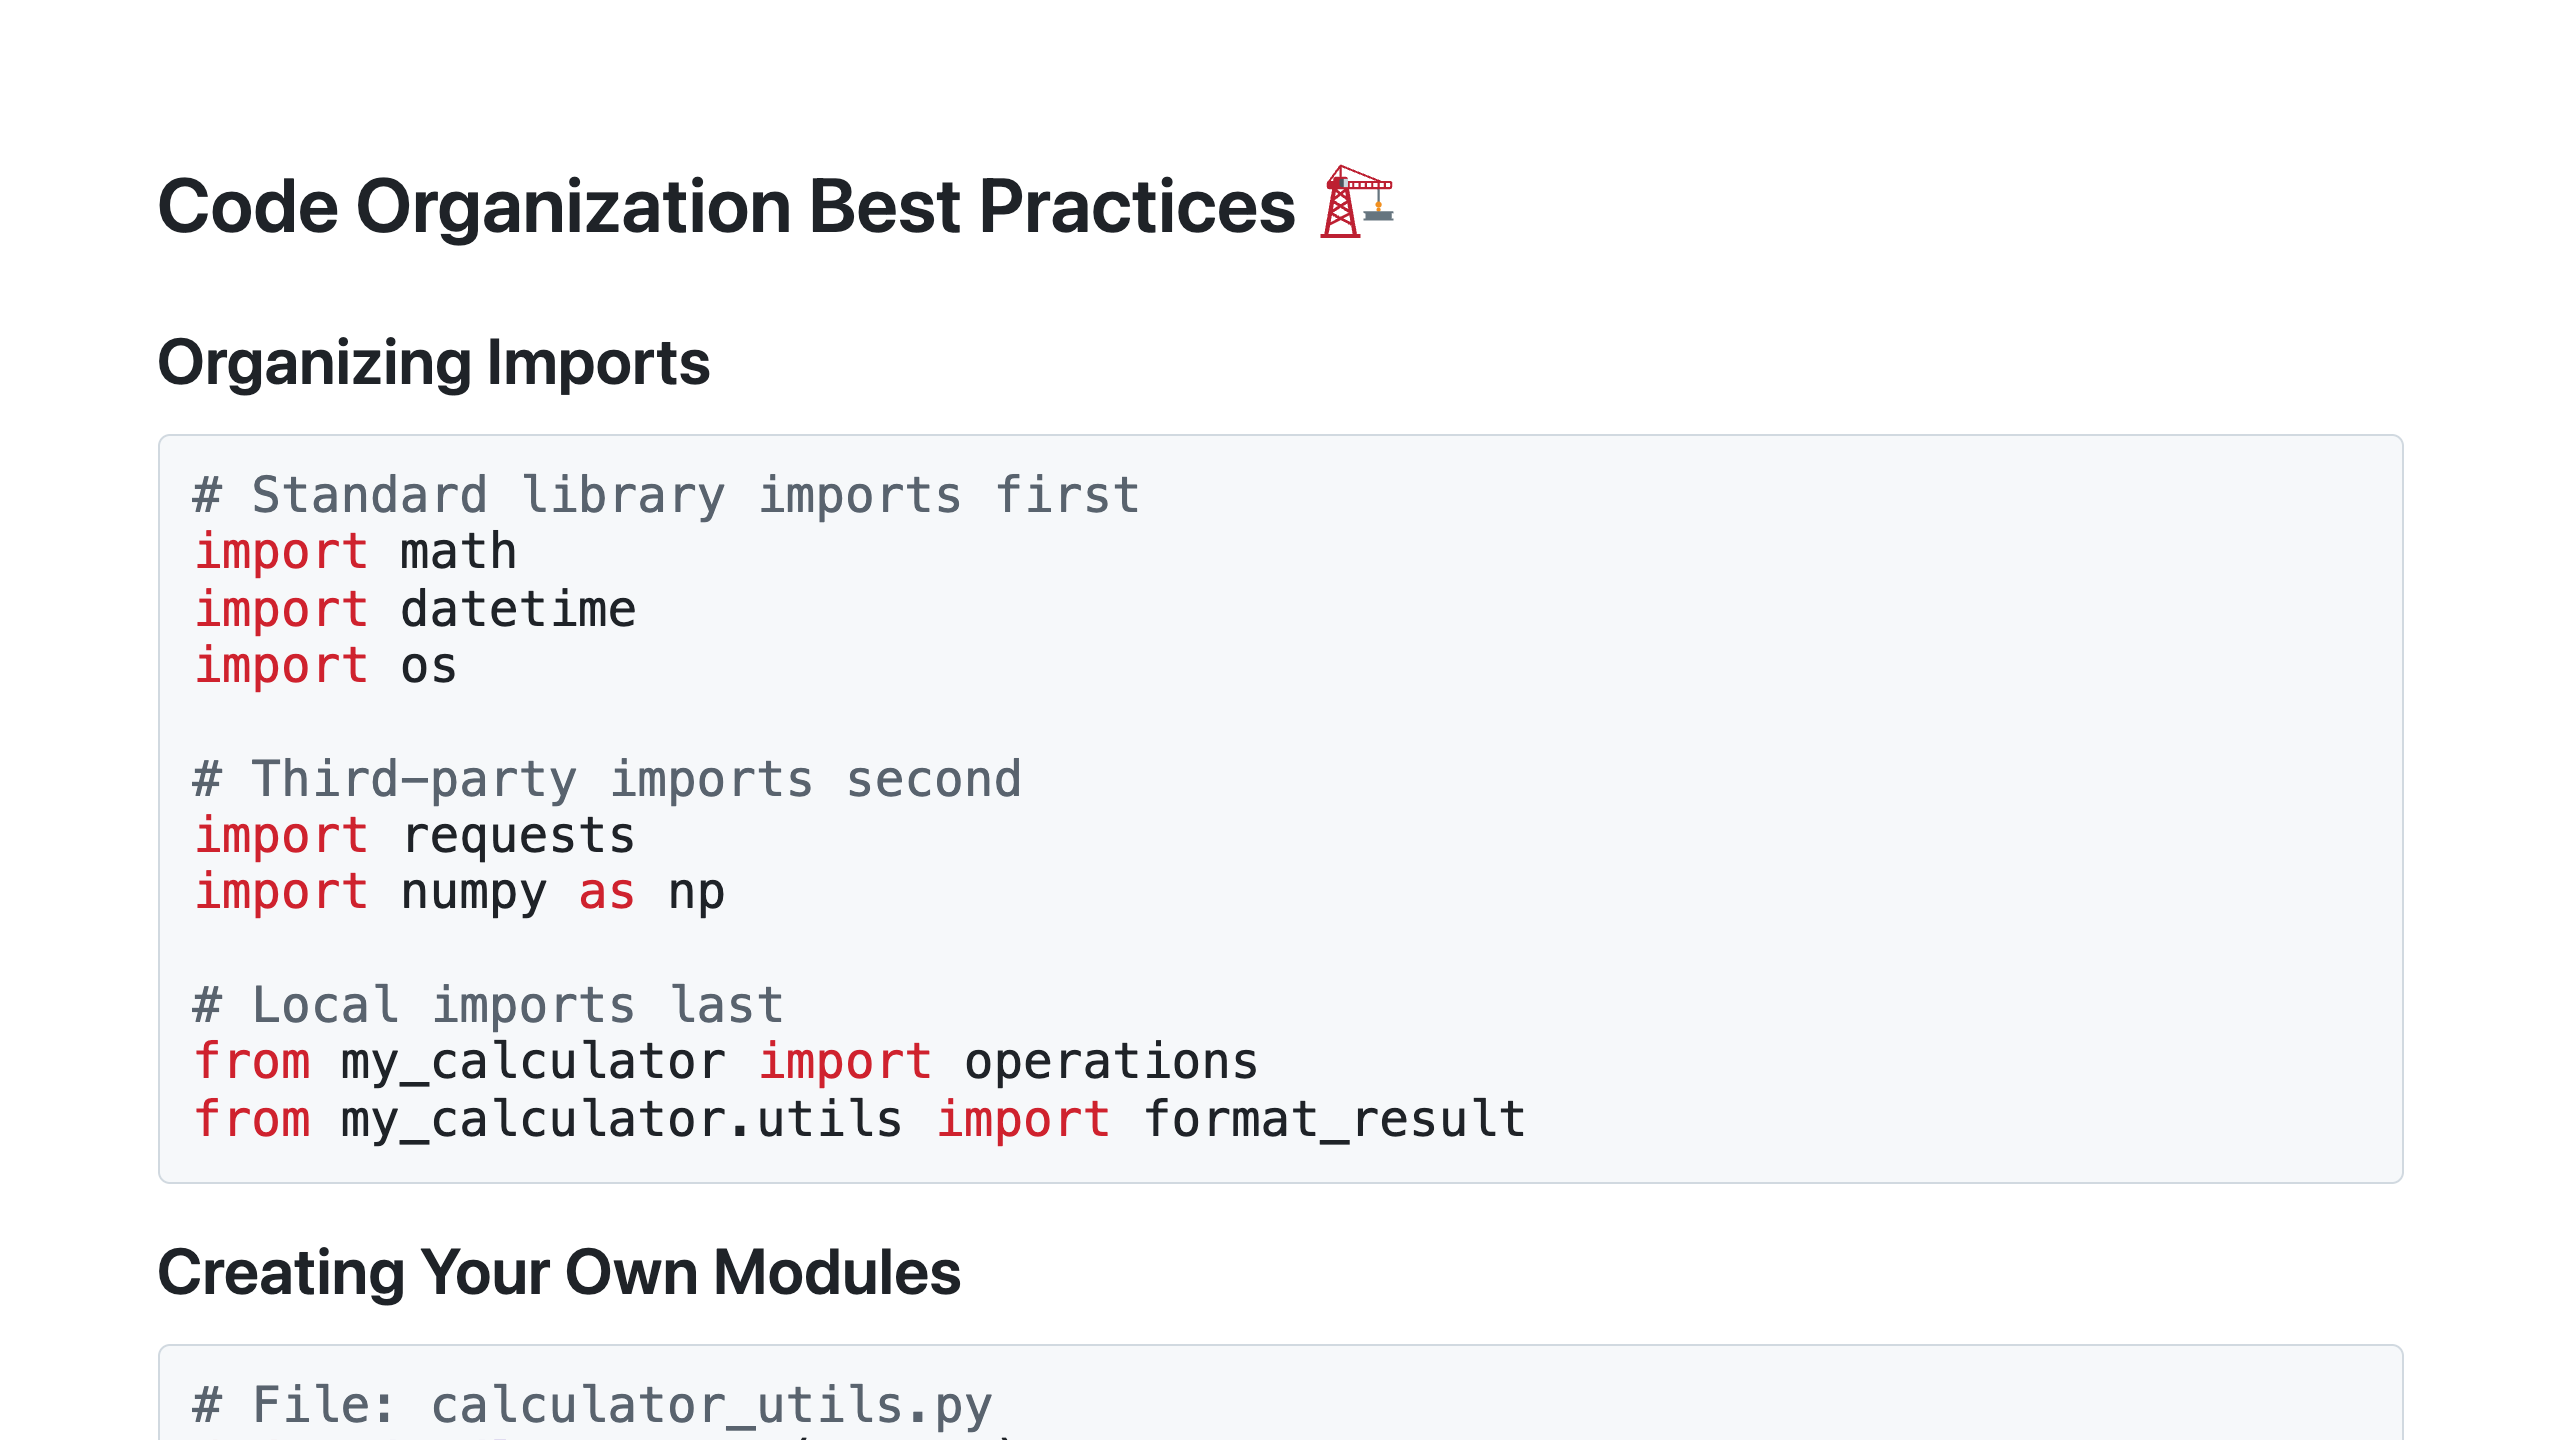 Code Organization Best Practices
Organizing Imports
# Standard library imports first
import math
import datetime
import os
# Third-party imports second
import requests
import numpy as np
# Local imports last
from my_calculator import operations
from my_calculator.utils import format_result
Creating Your Own Modules
# File: calculator_utils.py